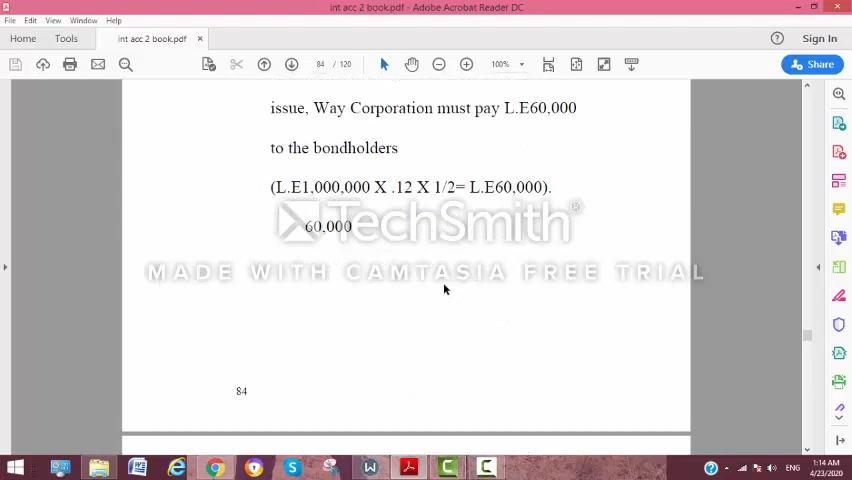 int acc 2 book.pdf - Adobe Acrobat Reader DC
File Edit View Window Help
Home Tools int acc 2 book.pdf × Sign In
84 / 120 100% Share
issue, Way Corporation must pay L.E60,000
to the bondholders
(L.E1,000,000 X .12 X 1/2= L.E60,000).
60,000
TechSmith®
MADE WITH CAMTASIA FREE TRIAL
84
ENG 1:14 AM
4/23/2020